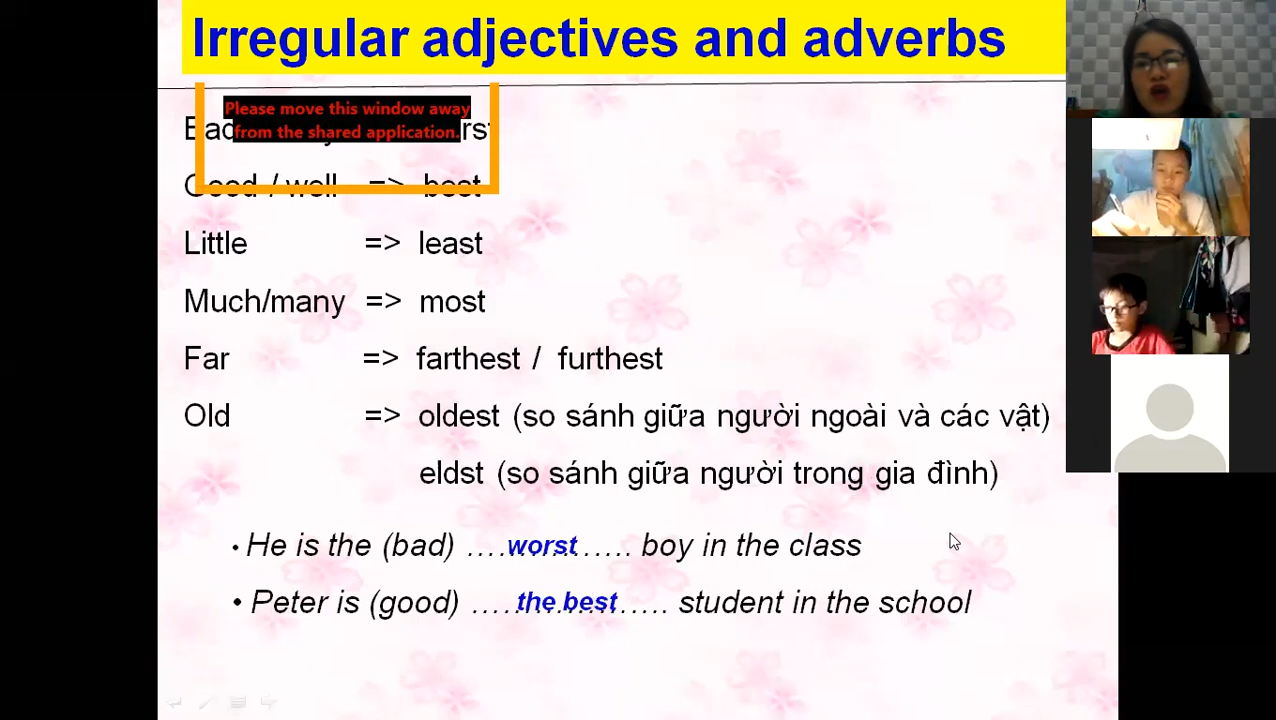 Irregular adjectives and adverbs
Please move this window away
from the shared application.
Good / well => best
Little => least
Much/many => most
Far => farthest / furthest
Old => oldest (so sánh giữa người ngoài và các vật)
eldst (so sánh giữa người trong gia đình)
• He is the (bad) ....worst..... boy in the class
• Peter is (good) .....the best..... student in the school